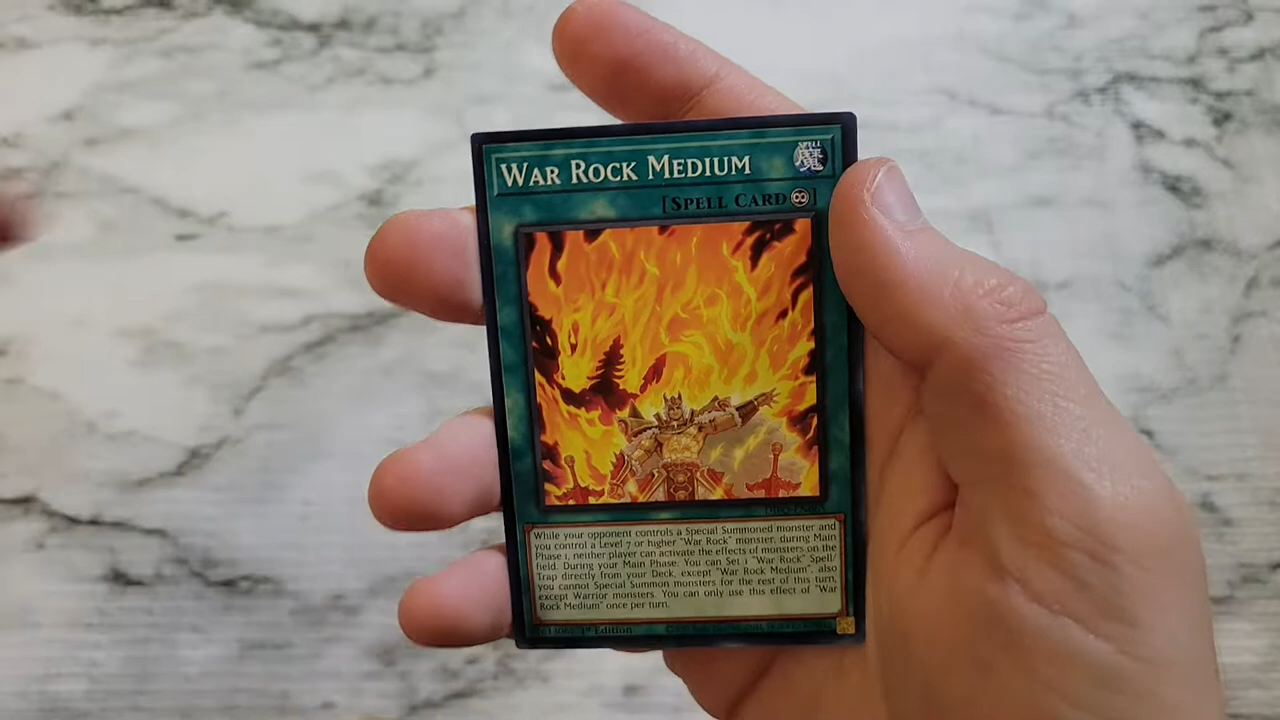 WAR ROCK MEDIUM
SPELL
魔
[SPELL CARD]
While your opponent controls a Special Summoned monster and
you control a Level 7 or higher "War Rock" monster, during Main
Phase 1, neither player can activate the effects of monsters on the
field. During your Main Phase: You can Set 1 "War Rock" Spell/
Trap directly from your Deck, except "War Rock Medium", also
you cannot Special Summon monsters for the rest of this turn,
except Warrior monsters. You can only use this effect of "War
Rock Medium" once per turn.
1st Edition